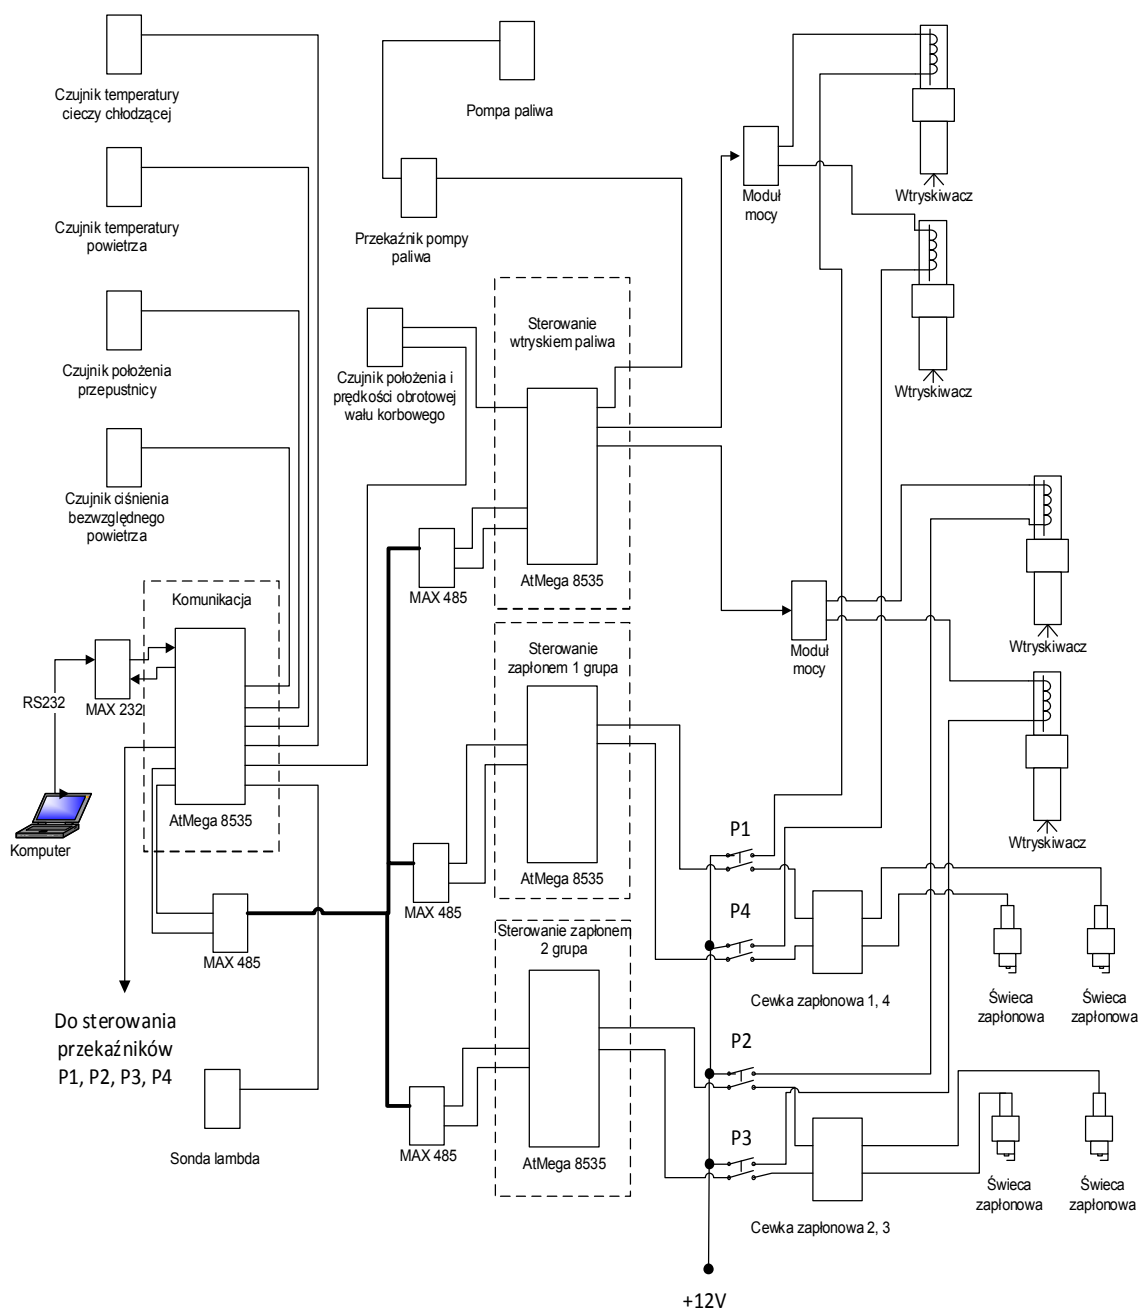 Czujnik temperatury
cieczy chłodzącej
Pompa paliwa
Moduł
mocy
Wtryskiwacz
Czujnik temperatury
powietrza
Przekaźnik pompy
paliwa
Sterowanie
wtryskiem paliwa
Czujnik położenia
przepustnicy
Czujnik położenia i
prędkości obrotowej
wału korbowego
Wtryskiwacz
Czujnik ciśnienia
bezwzględnego
powietrza
AtMega 8535
MAX 485
Komunikacja
Sterowanie
zapłonem 1 grupa
Moduł
mocy
Wtryskiwacz
RS232
MAX 232
AtMega 8535
Komputer
P1
Wtryskiwacz
AtMega 8535
MAX 485
P4
Sterowanie zapłonem
2 grupa
MAX 485
Cewka zapłonowa 1, 4
Świeca
zapłonowa
Świeca
zapłonowa
Do sterowania
przekaźników
P1, P2, P3, P4
P2
P3
Sonda lambda
MAX 485
AtMega 8535
Świeca
zapłonowa
Świeca
zapłonowa
Cewka zapłonowa 2, 3
+12V